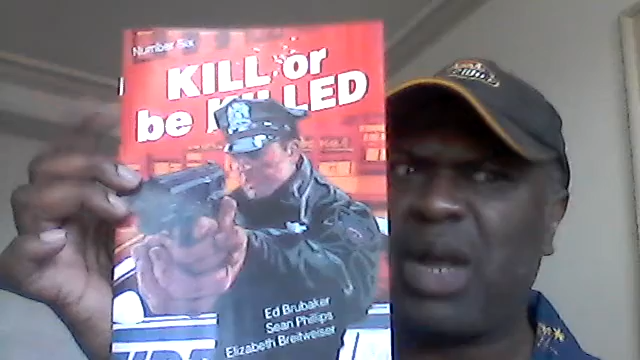 Number Six
KILL or
be KILLED
Ed Brubaker
Sean Phillips
Elizabeth Breitweiser